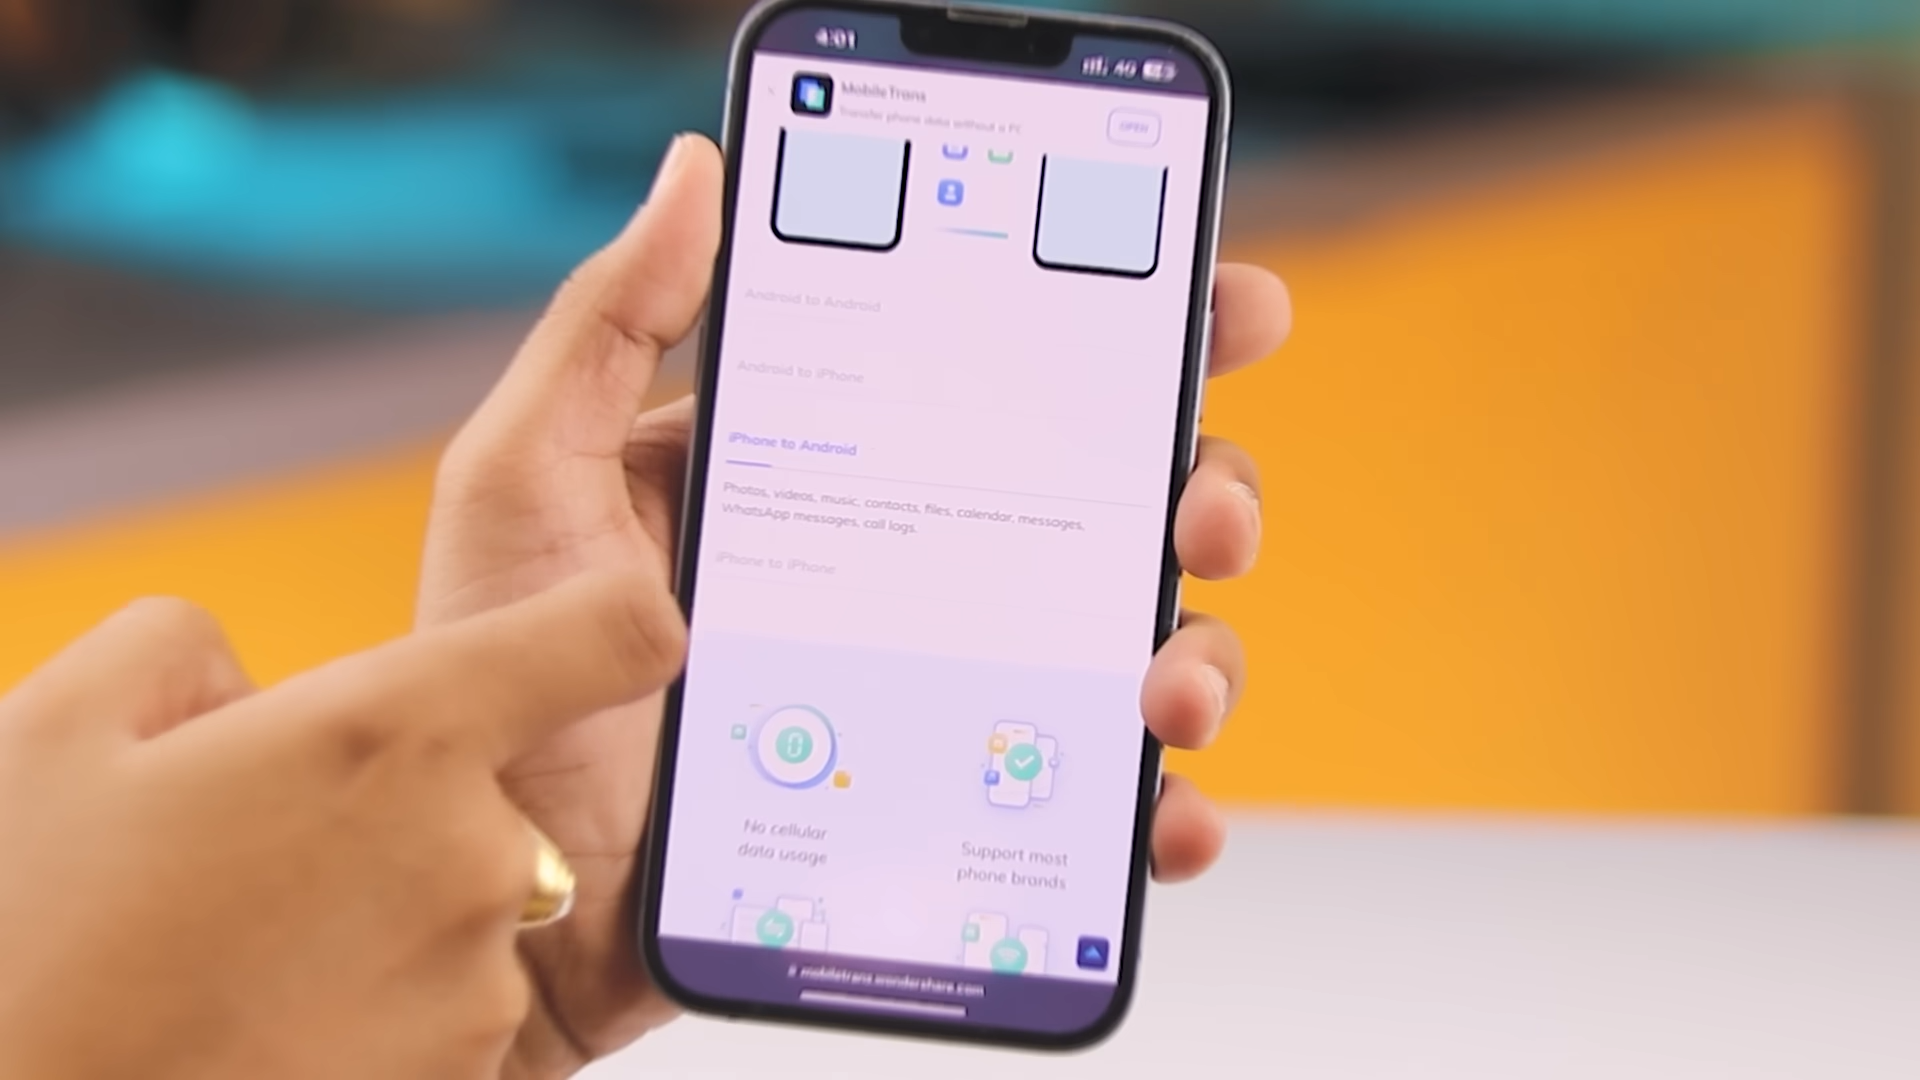 4:01
4G
MobileTrans
Transfer phone data without a PC
OPEN
Android to Android
Android to iPhone
iPhone to Android
Photos, videos, music, contacts, files, calendar, messages,
WhatsApp messages, call logs.
iPhone to iPhone
0
No cellular
data usage
Support most
phone brands
mobiletrans.wondershare.com